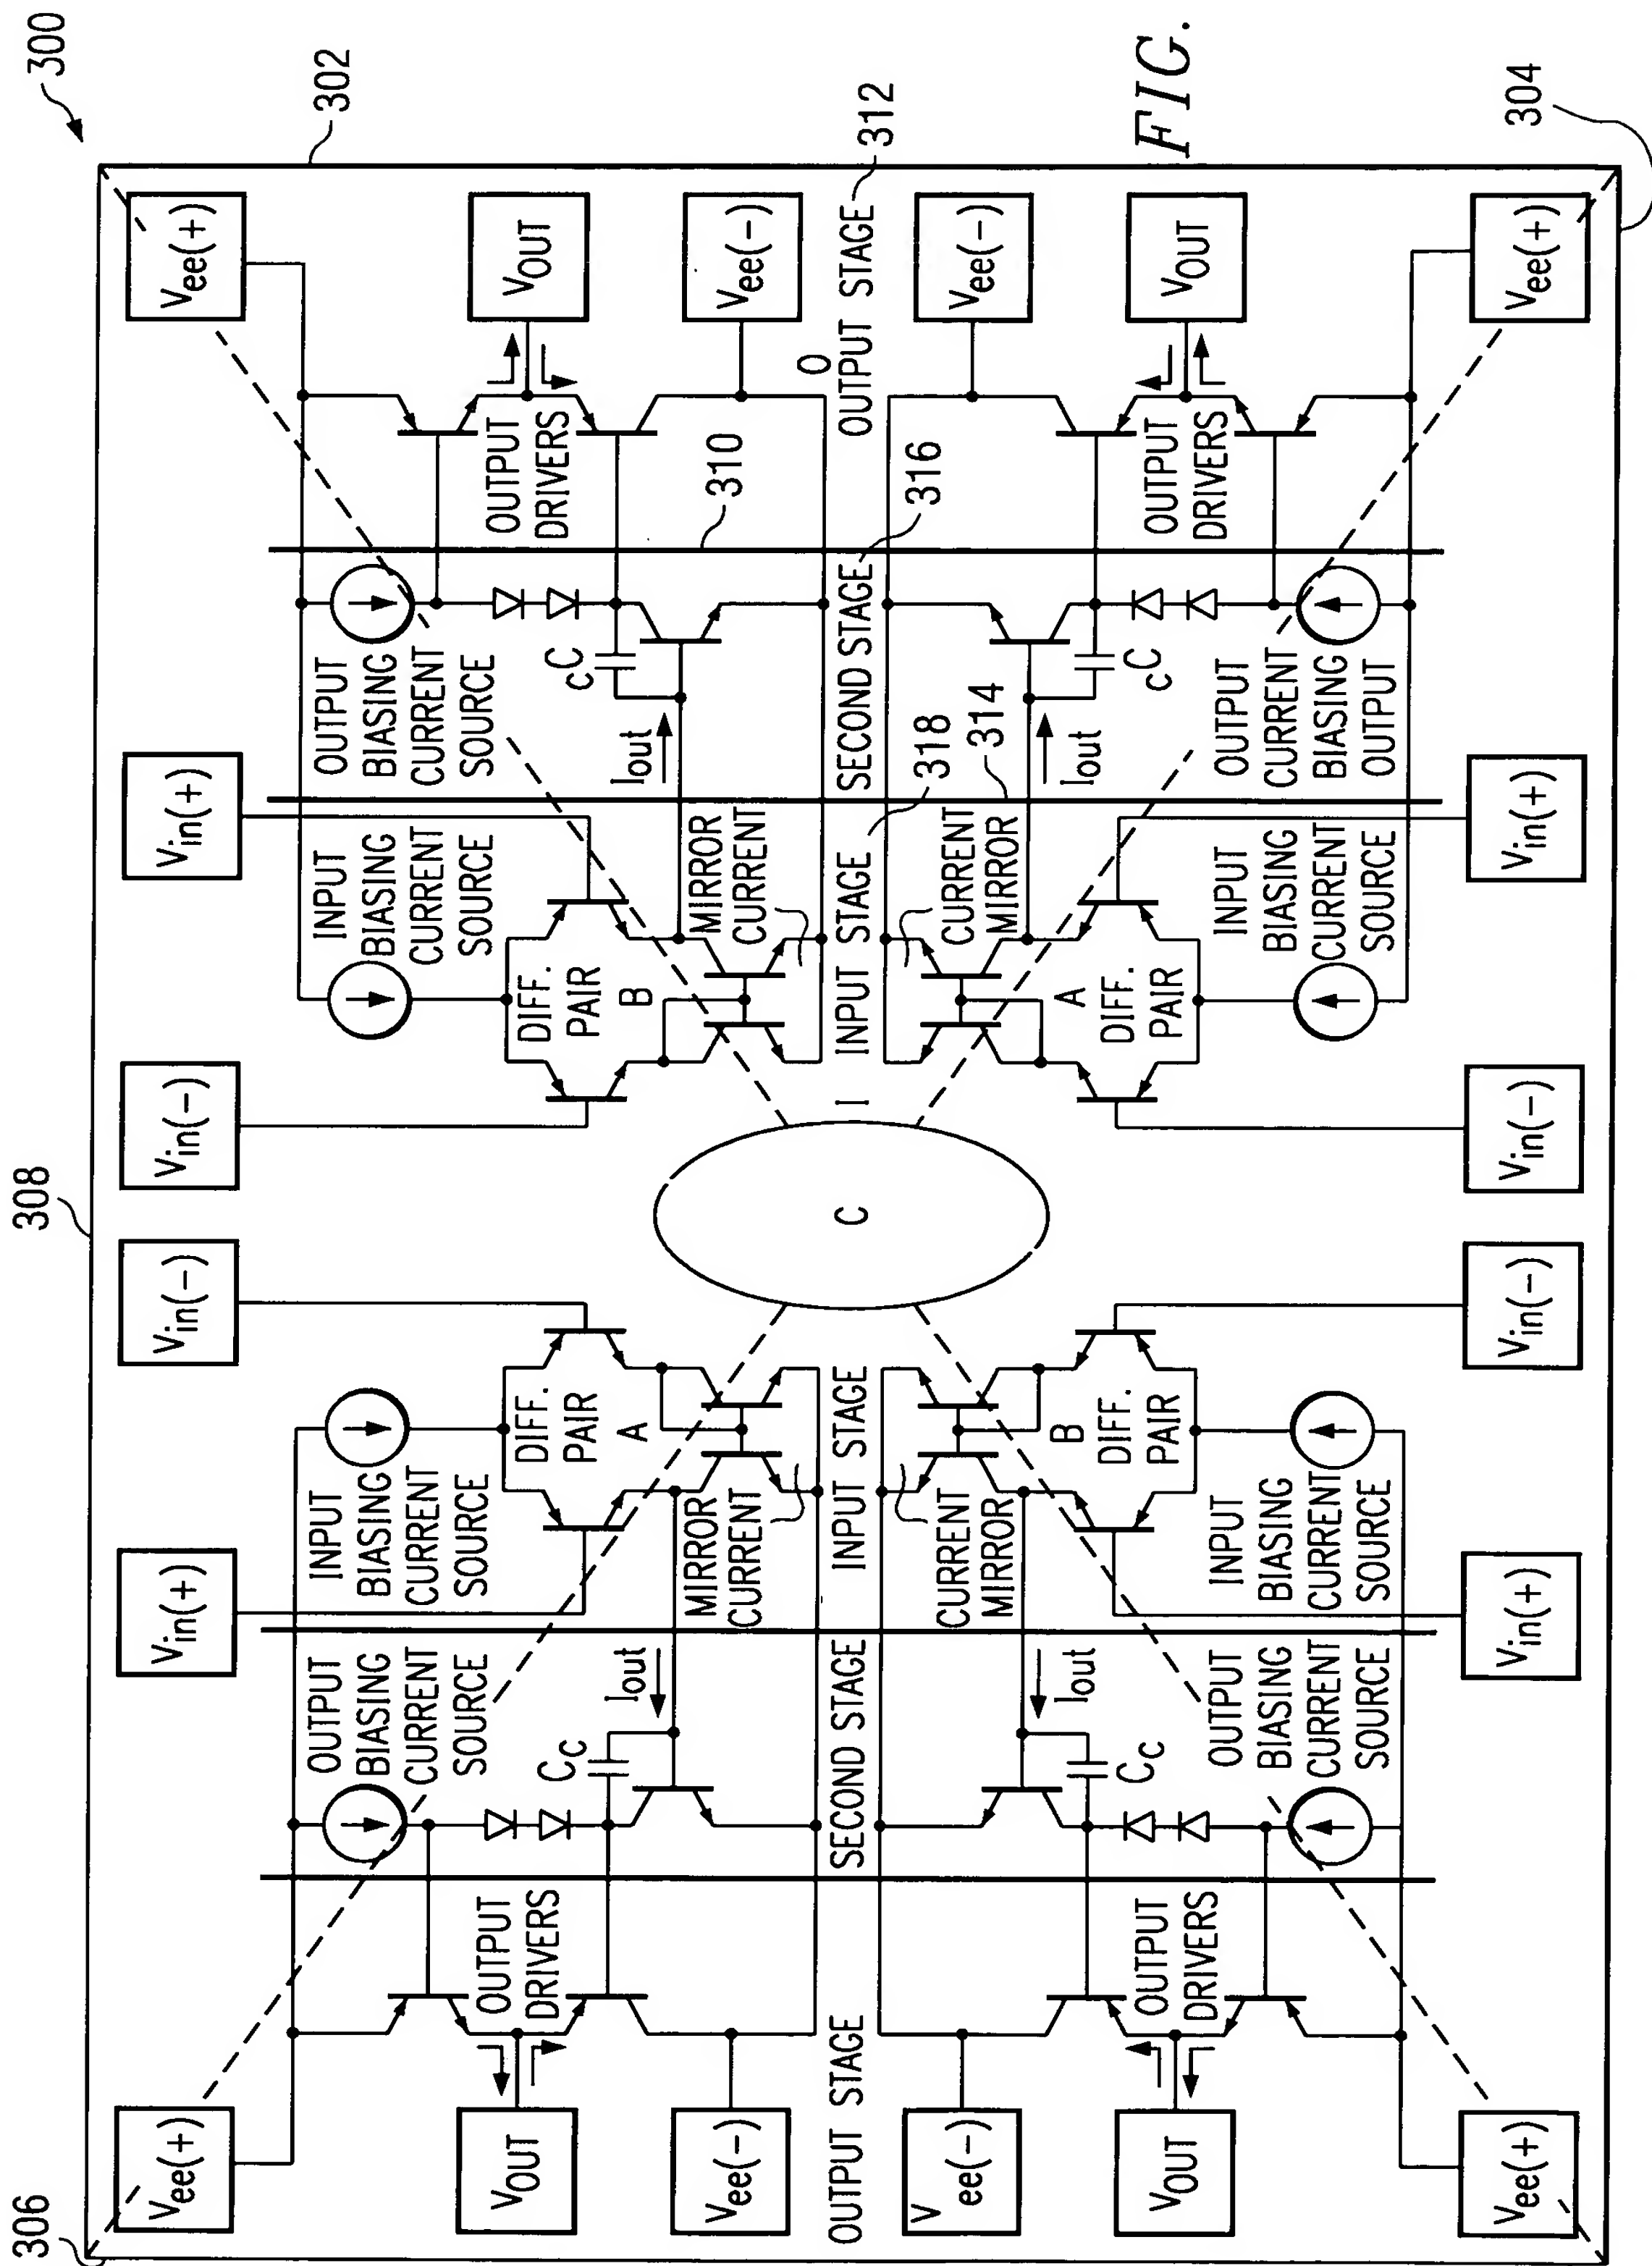 306
308
300
302
Vee(+)
Vin(+)
Vin(-)
Vin(-)
Vin(+)
Vee(+)
OUTPUT
BIASING
CURRENT
SOURCE
INPUT
BIASING
CURRENT
SOURCE
INPUT
BIASING
CURRENT
SOURCE
OUTPUT
BIASING
CURRENT
SOURCE
VOUT
OUTPUT
DRIVERS
Cc
Iout
DIFF.
PAIR
A
DIFF.
PAIR
B
Iout
Cc
OUTPUT
DRIVERS
VOUT
Vee(-)
MIRROR
CURRENT
MIRROR
CURRENT
310
Vee(-)
O
OUTPUT STAGE
SECOND STAGE
INPUT STAGE
C
I
INPUT STAGE
SECOND STAGE
OUTPUT STAGE
312
316
318
314
Vee(-)
CURRENT
MIRROR
CURRENT
MIRROR
Vee(-)
VOUT
OUTPUT
DRIVERS
Cc
Iout
B
DIFF.
PAIR
A
DIFF.
PAIR
Iout
Cc
OUTPUT
DRIVERS
VOUT
FIG.
OUTPUT
BIASING
CURRENT
SOURCE
INPUT
BIASING
CURRENT
SOURCE
INPUT
BIASING
CURRENT
SOURCE
OUTPUT
CURRENT
BIASING
OUTPUT
Vee(+)
Vin(+)
Vin(-)
Vin(-)
Vin(+)
Vee(+)
304